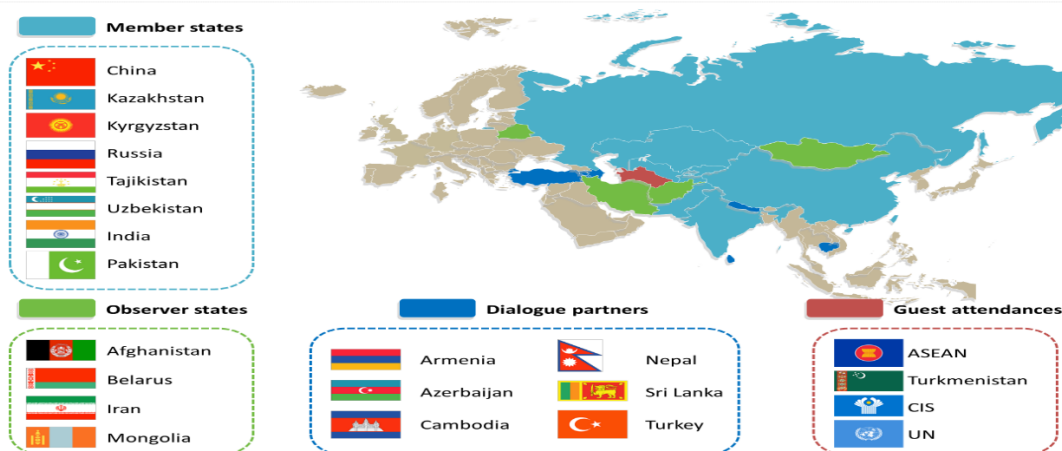 Member states
China
Kazakhstan
Kyrgyzstan
Russia
Tajikistan
Uzbekistan
India
Pakistan
Observer states
Afghanistan
Belarus
Iran
Mongolia
Dialogue partners
Armenia
Azerbaijan
Cambodia
Nepal
Sri Lanka
Turkey
Guest attendances
ASEAN
Turkmenistan
CIS
UN